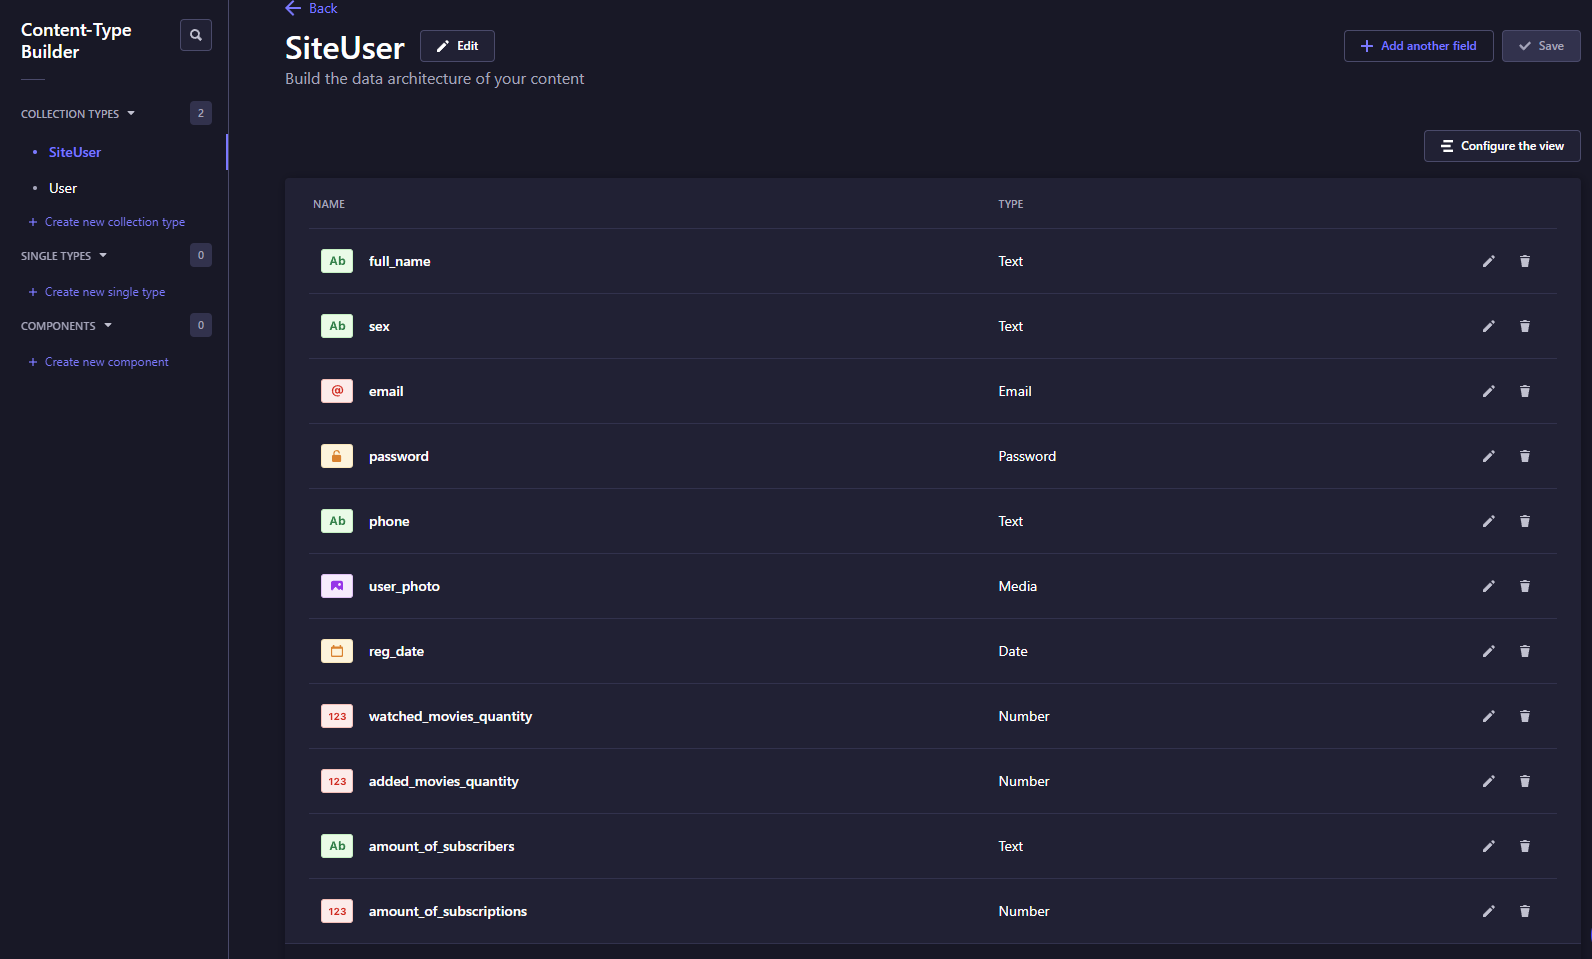 Content-Type
Builder
COLLECTION TYPES 2
SiteUser
User
+ Create new collection type
SINGLE TYPES 0
+ Create new single type
COMPONENTS 0
+ Create new component
Back
SiteUser
Edit
Build the data architecture of your content
+ Add another field
Save
Configure the view
NAME TYPE
Ab full_name Text
Ab sex Text
@ email Email
password Password
Ab phone Text
user_photo Media
reg_date Date
123 watched_movies_quantity Number
123 added_movies_quantity Number
Ab amount_of_subscribers Text
123 amount_of_subscriptions Number